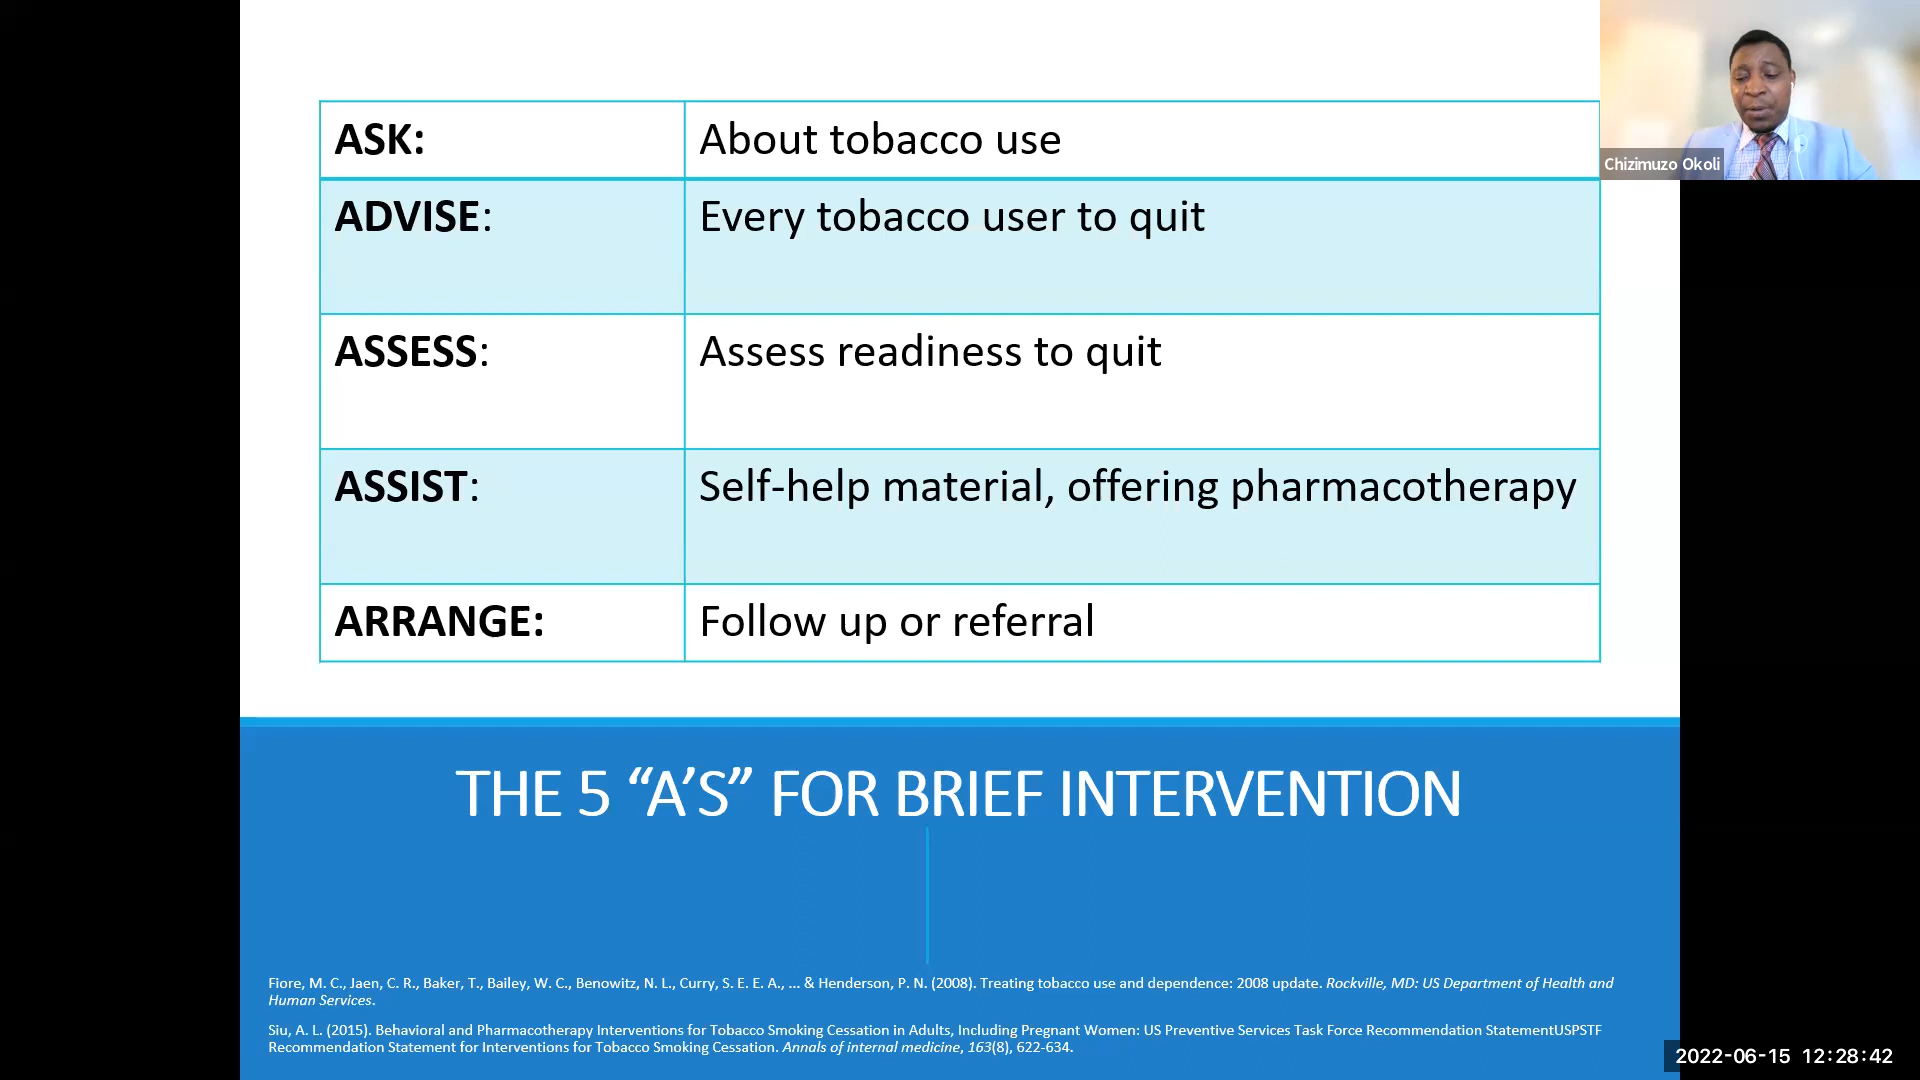 ASK: About tobacco use
ADVISE: Every tobacco user to quit
ASSESS: Assess readiness to quit
ASSIST: Self-help material, offering pharmacotherapy
ARRANGE: Follow up or referral
THE 5 “A’S” FOR BRIEF INTERVENTION
Fiore, M. C., Jaen, C. R., Baker, T., Bailey, W. C., Benowitz, N. L., Curry, S. E. E. A., ... & Henderson, P. N. (2008). Treating tobacco use and dependence: 2008 update. Rockville, MD: US Department of Health and
Human Services.
Siu, A. L. (2015). Behavioral and Pharmacotherapy Interventions for Tobacco Smoking Cessation in Adults, Including Pregnant Women: US Preventive Services Task Force Recommendation StatementUSPSTF
Recommendation Statement for Interventions for Tobacco Smoking Cessation. Annals of internal medicine, 163(8), 622-634.
Chizimuzo Okoli
2022-06-15 12:28:42